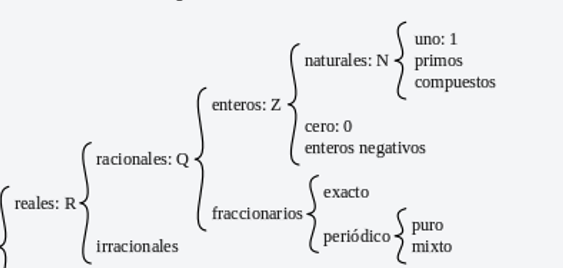 uno: 1
naturales: N
primos
compuestos
enteros: Z
cero: 0
enteros negativos
racionales: Q
exacto
reales: R
fraccionarios
puro
periódico
irracionales
mixto